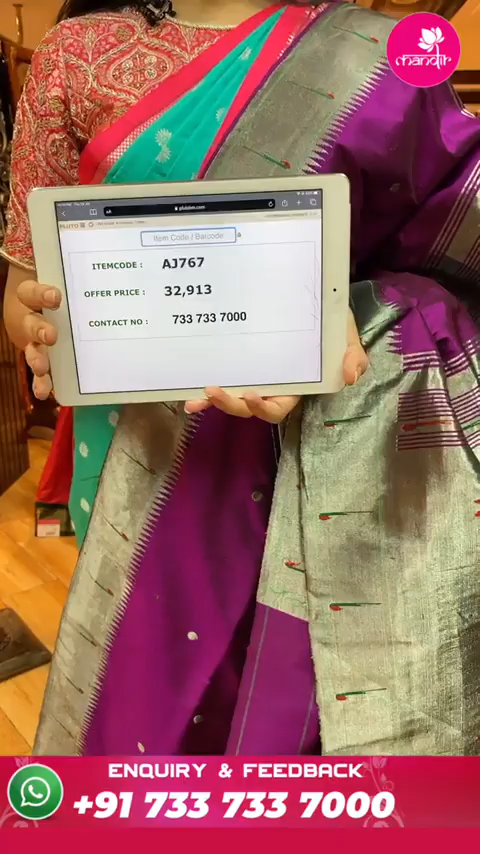 mandir
PLUTO
Item Code / Barcode
ITEMCODE : AJ767
OFFER PRICE : 32,913
CONTACT NO : 733 733 7000
ENQUIRY & FEEDBACK
+91 733 733 7000